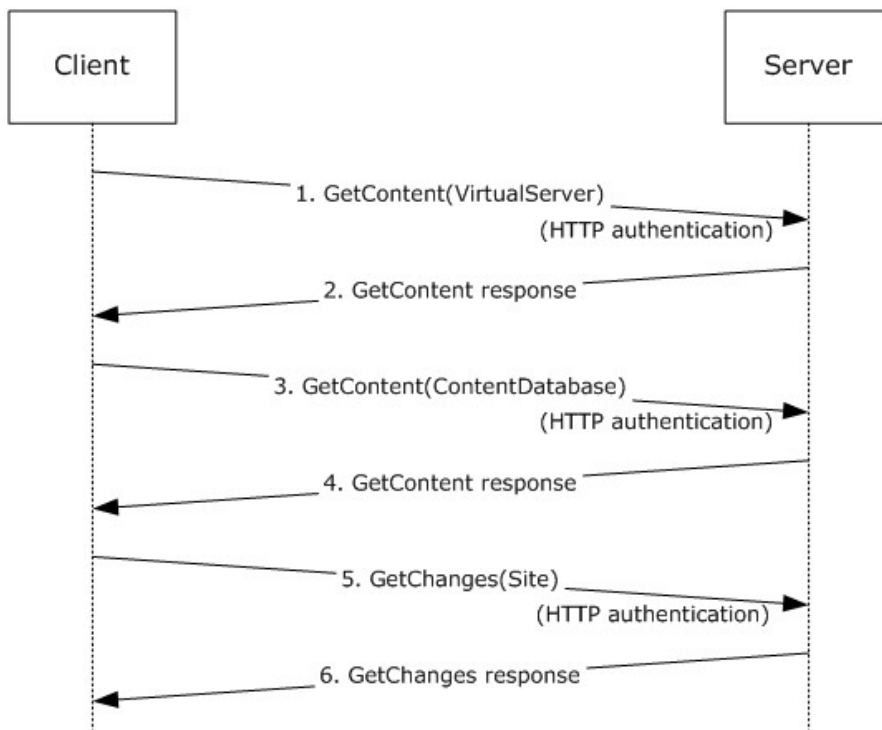 Client
Server
1. GetContent(VirtualServer)
(HTTP authentication)
2. GetContent response
3. GetContent(ContentDatabase)
(HTTP authentication)
4. GetContent response
5. GetChanges(Site)
(HTTP authentication)
6. GetChanges response